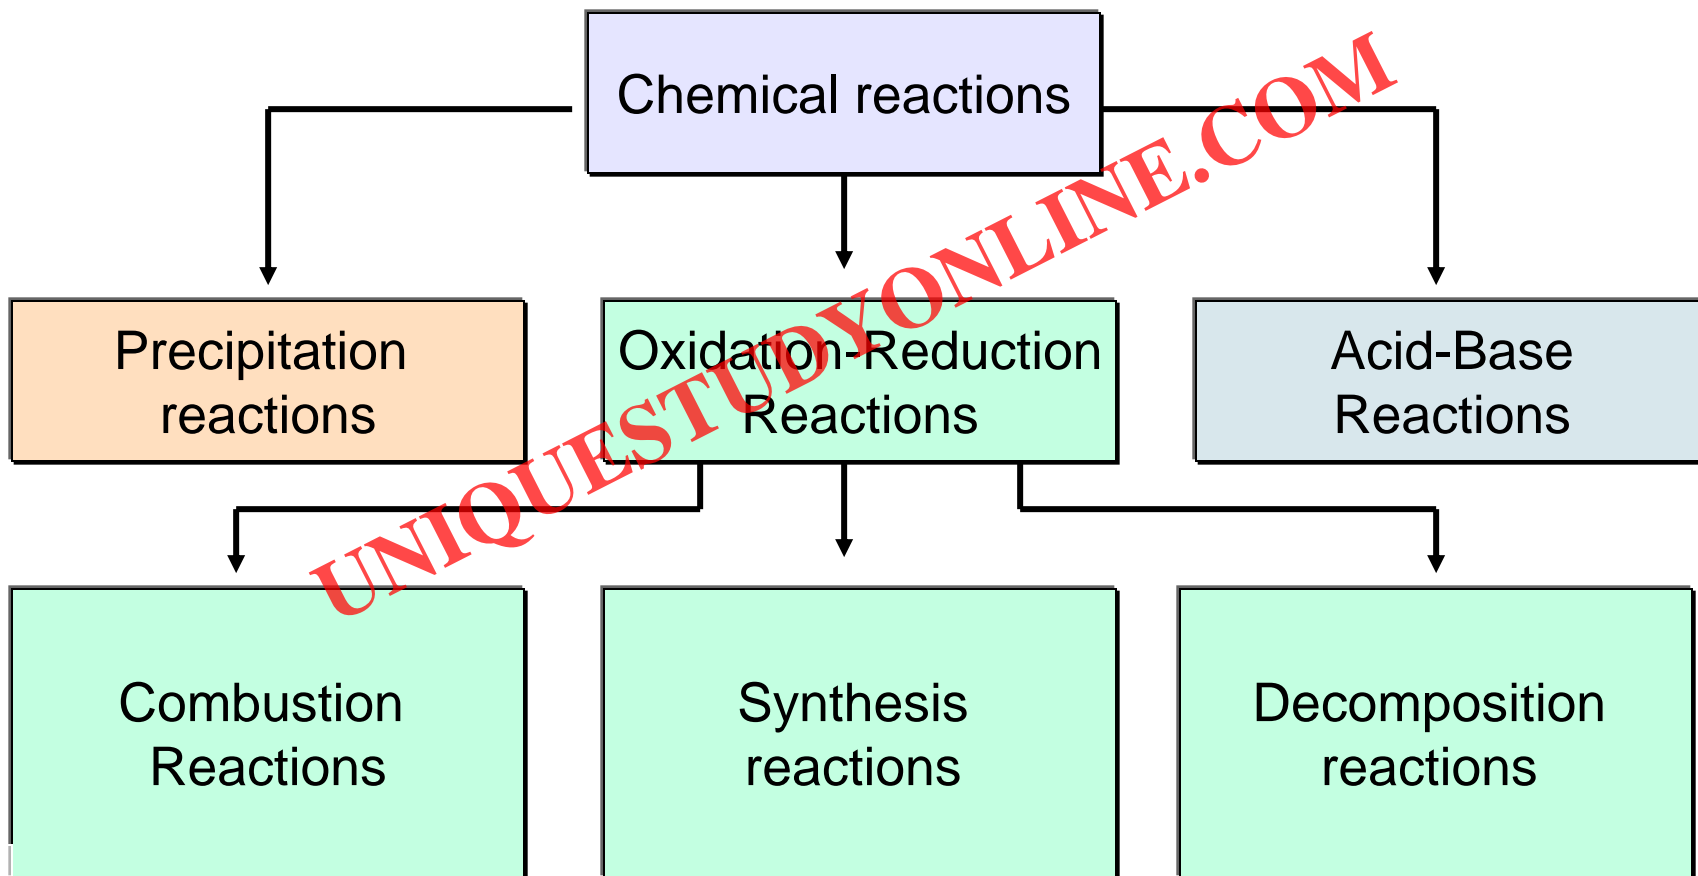 Chemical reactions
Precipitation
reactions
Oxidation-Reduction
Reactions
Acid-Base
Reactions
Combustion
Reactions
Synthesis
reactions
Decomposition
reactions
UNIQUESTUDYONLINE.COM